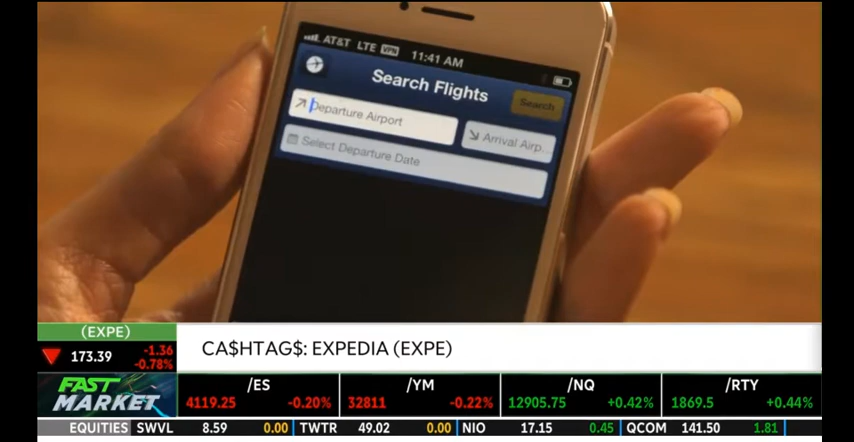 AT&T LTE VPN 11:41 AM
Search Flights
Search
Departure Airport
Arrival Airp..
Select Departure Date
(EXPE)
173.39
-1.36
-0.78%
CA$HTAG$: EXPEDIA (EXPE)
FAST
MARKET
/ES
4119.25 -0.20%
/YM
32811 -0.22%
/NQ
12905.75 +0.42%
/RTY
1869.5 +0.44%
EQUITIES SWVL 8.59 0.00 TWTR 49.02 0.00 NIO 17.15 0.45 QCOM 141.50 1.81